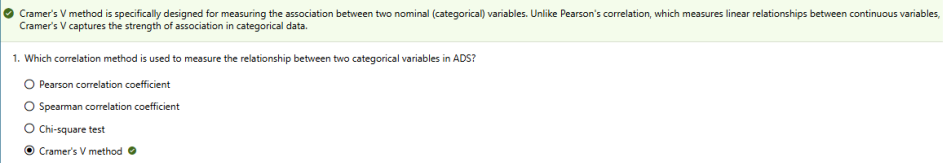 Cramer's V method is specifically designed for measuring the association between two nominal (categorical) variables. Unlike Pearson's correlation, which measures linear relationships between continuous variables,
Cramer's V captures the strength of association in categorical data.
1. Which correlation method is used to measure the relationship between two categorical variables in ADS?
Pearson correlation coefficient
Spearman correlation coefficient
Chi-square test
Cramer's V method